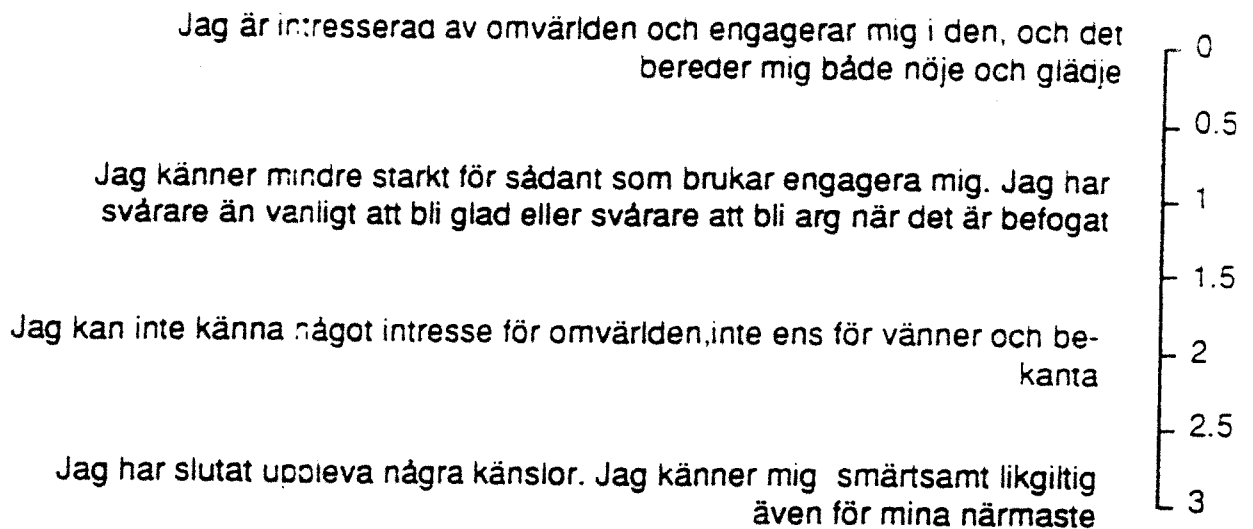 Jag är intresserad av omvärlden och engagerar mig i den, och det
bereder mig både nöje och glädje
0
0.5
Jag känner mindre starkt för sådant som brukar engagera mig. Jag har
svårare än vanligt att bli glad eller svårare att bli arg när det är befogat
1
1.5
Jag kan inte känna något intresse för omvärlden,inte ens för vänner och be-
kanta
2
2.5
Jag har slutat uppleva några känslor. Jag känner mig smärtsamt likgiltig
även för mina närmaste
3